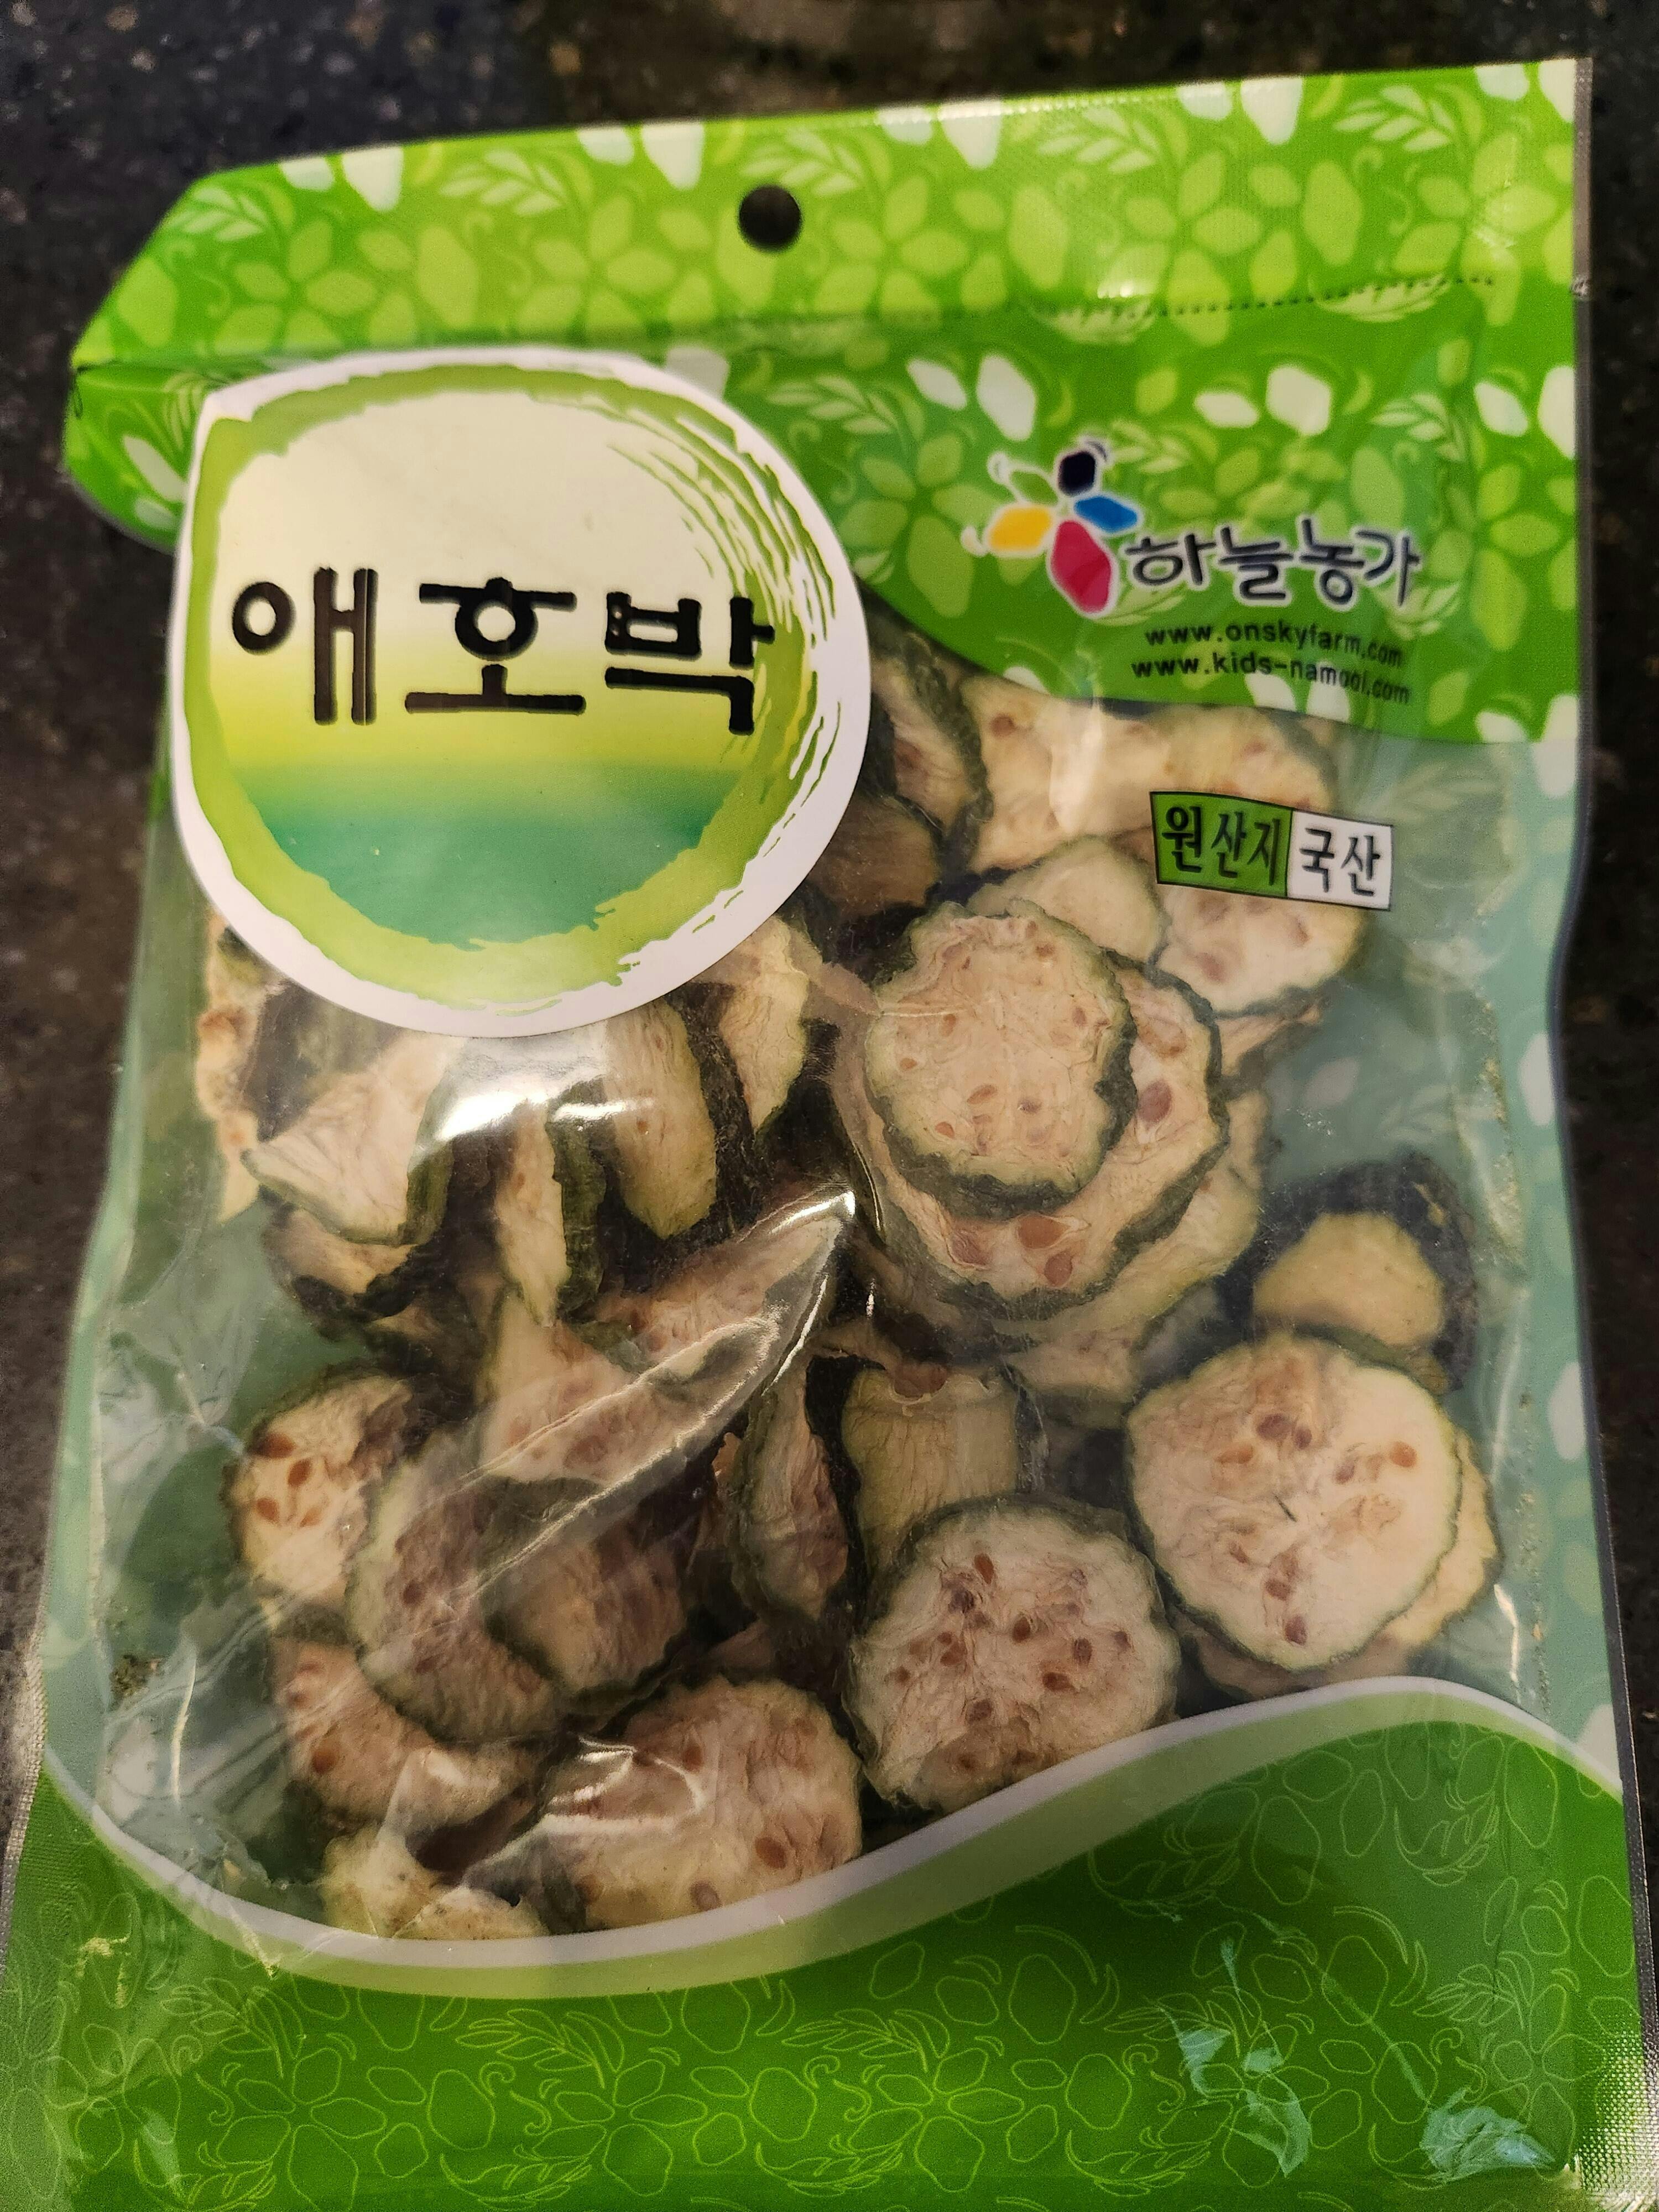 애호박
하늘농가
www.onskyfarm.com
www.kids-namool.com
원산지 국산